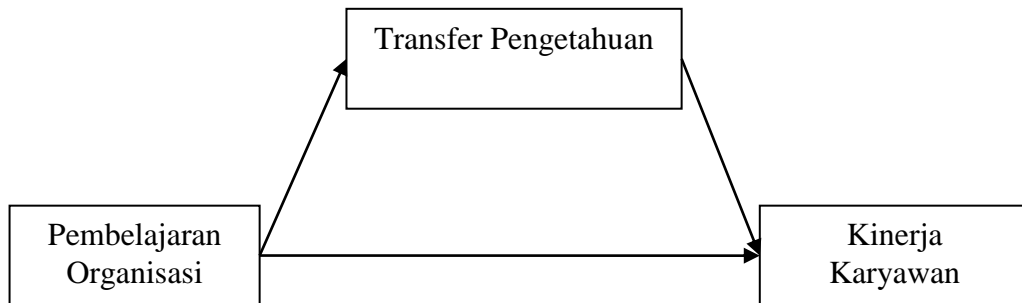 Transfer Pengetahuan
Pembelajaran
Organisasi
Kinerja
Karyawan